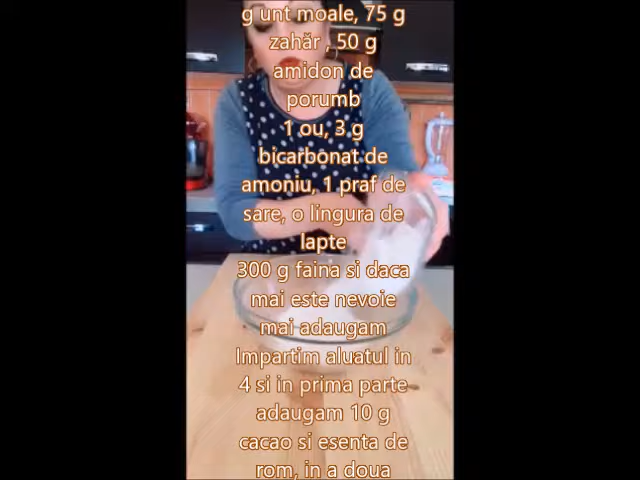 g unt moale, 75 g
zahăr , 50 g
amidon de
porumb
1 ou, 3 g
bicarbonat de
amoniu, 1 praf de
sare, o lingura de
lapte
300 g faina si daca
mai este nevoie
mai adaugam
Impartim aluatul in
4 si in prima parte
adaugam 10 g
cacao si esenta de
rom, in a doua